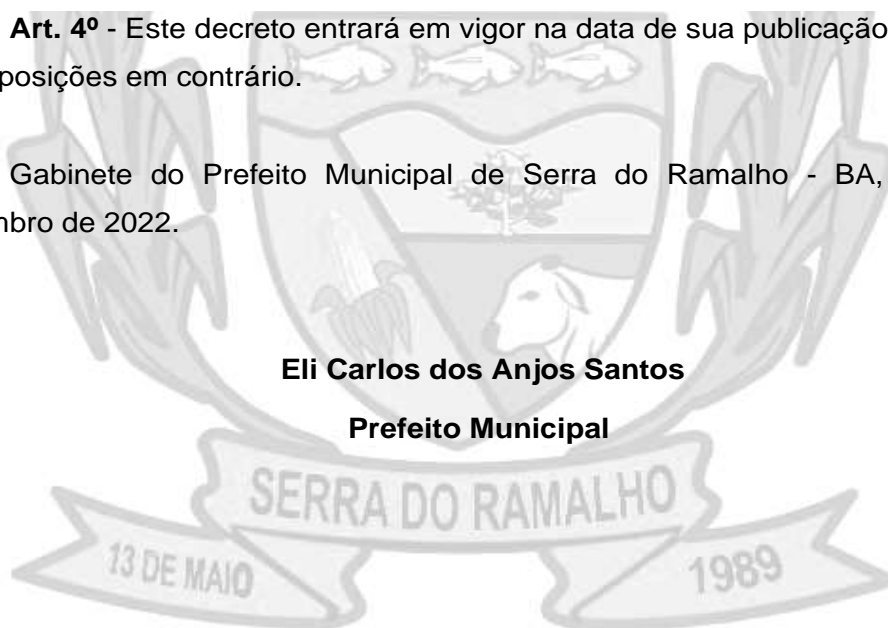 Art. 4º - Este decreto entrará em vigor na data de sua publicação
posições em contrário.
Gabinete do Prefeito Municipal de Serra do Ramalho - BA,
mbro de 2022.
Eli Carlos dos Anjos Santos
Prefeito Municipal
SERRA DO RAMALHO
13 DE MAIO
1989